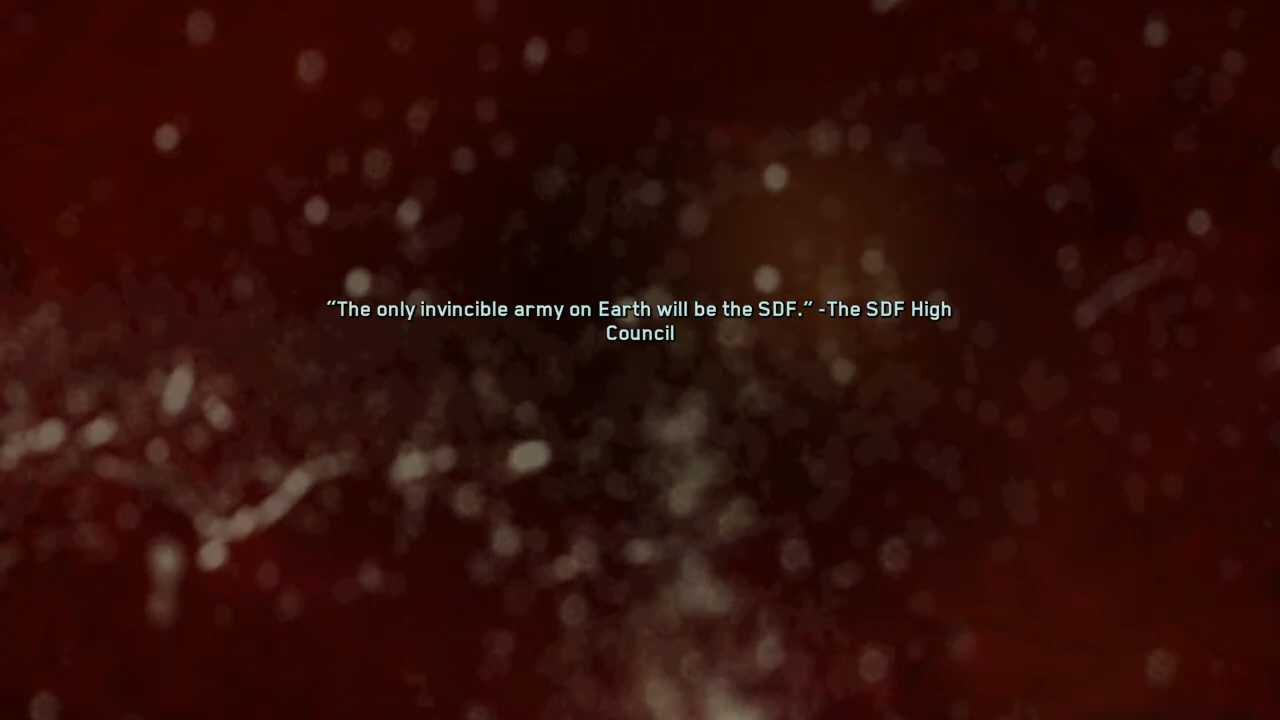 "The only invincible army on Earth will be the SDF." -The SDF High
Council